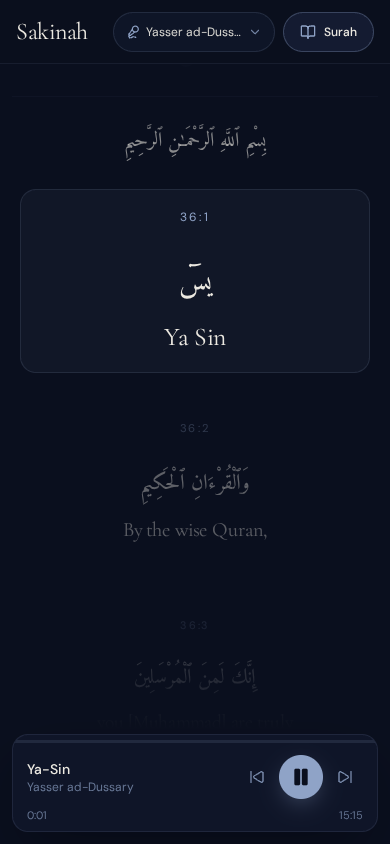 Sakinah
Yasser ad-Duss...
Surah
بِسْمِ ٱللَّهِ ٱلرَّحْمَـٰنِ ٱلرَّحِيمِ
36:1
يسٓ
Ya Sin
36:2
وَٱلْقُرْءَانِ ٱلْحَكِيمِ
By the wise Quran,
36:3
إِنَّكَ لَمِنَ ٱلْمُرْسَلِينَ
Ya-Sin
Yasser ad-Dussary
0:01
15:15